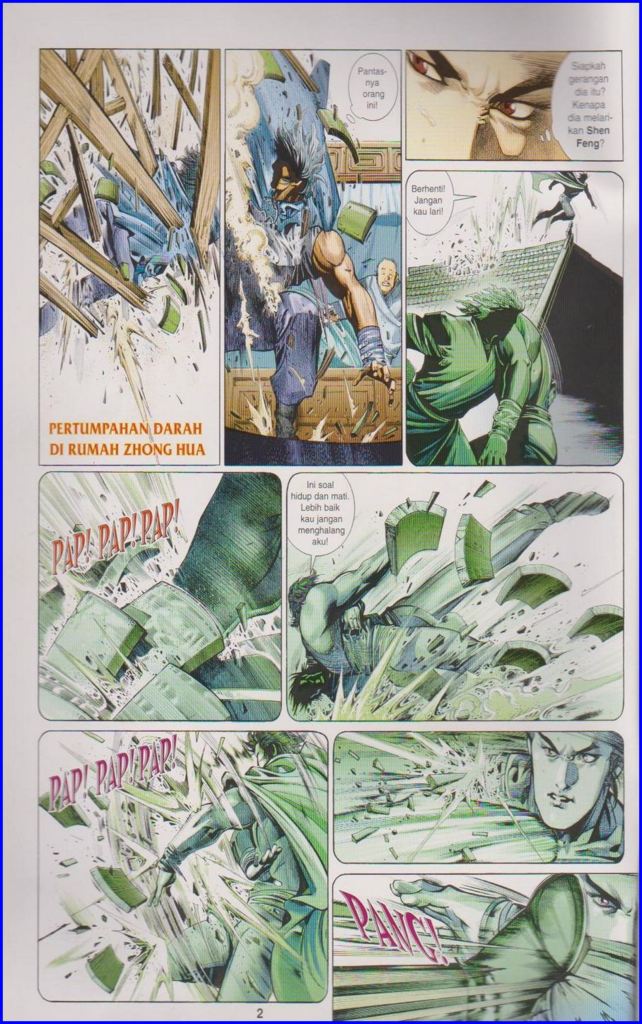 Pantas-
nya
orang
ini!
Siapkah
gerangan
dia itu?
Kenapa
dia melari-
kan Shen
Feng?
Berhenti!
Jangan
kau lari!
PERTUMPAHAN DARAH
DI RUMAH ZHONG HUA
PAP! PAP! PAP!
Ini soal
hidup dan mati.
Lebih baik
kau jangan
menghalang
aku!
PAP! PAP! PAP!
PANG!
2